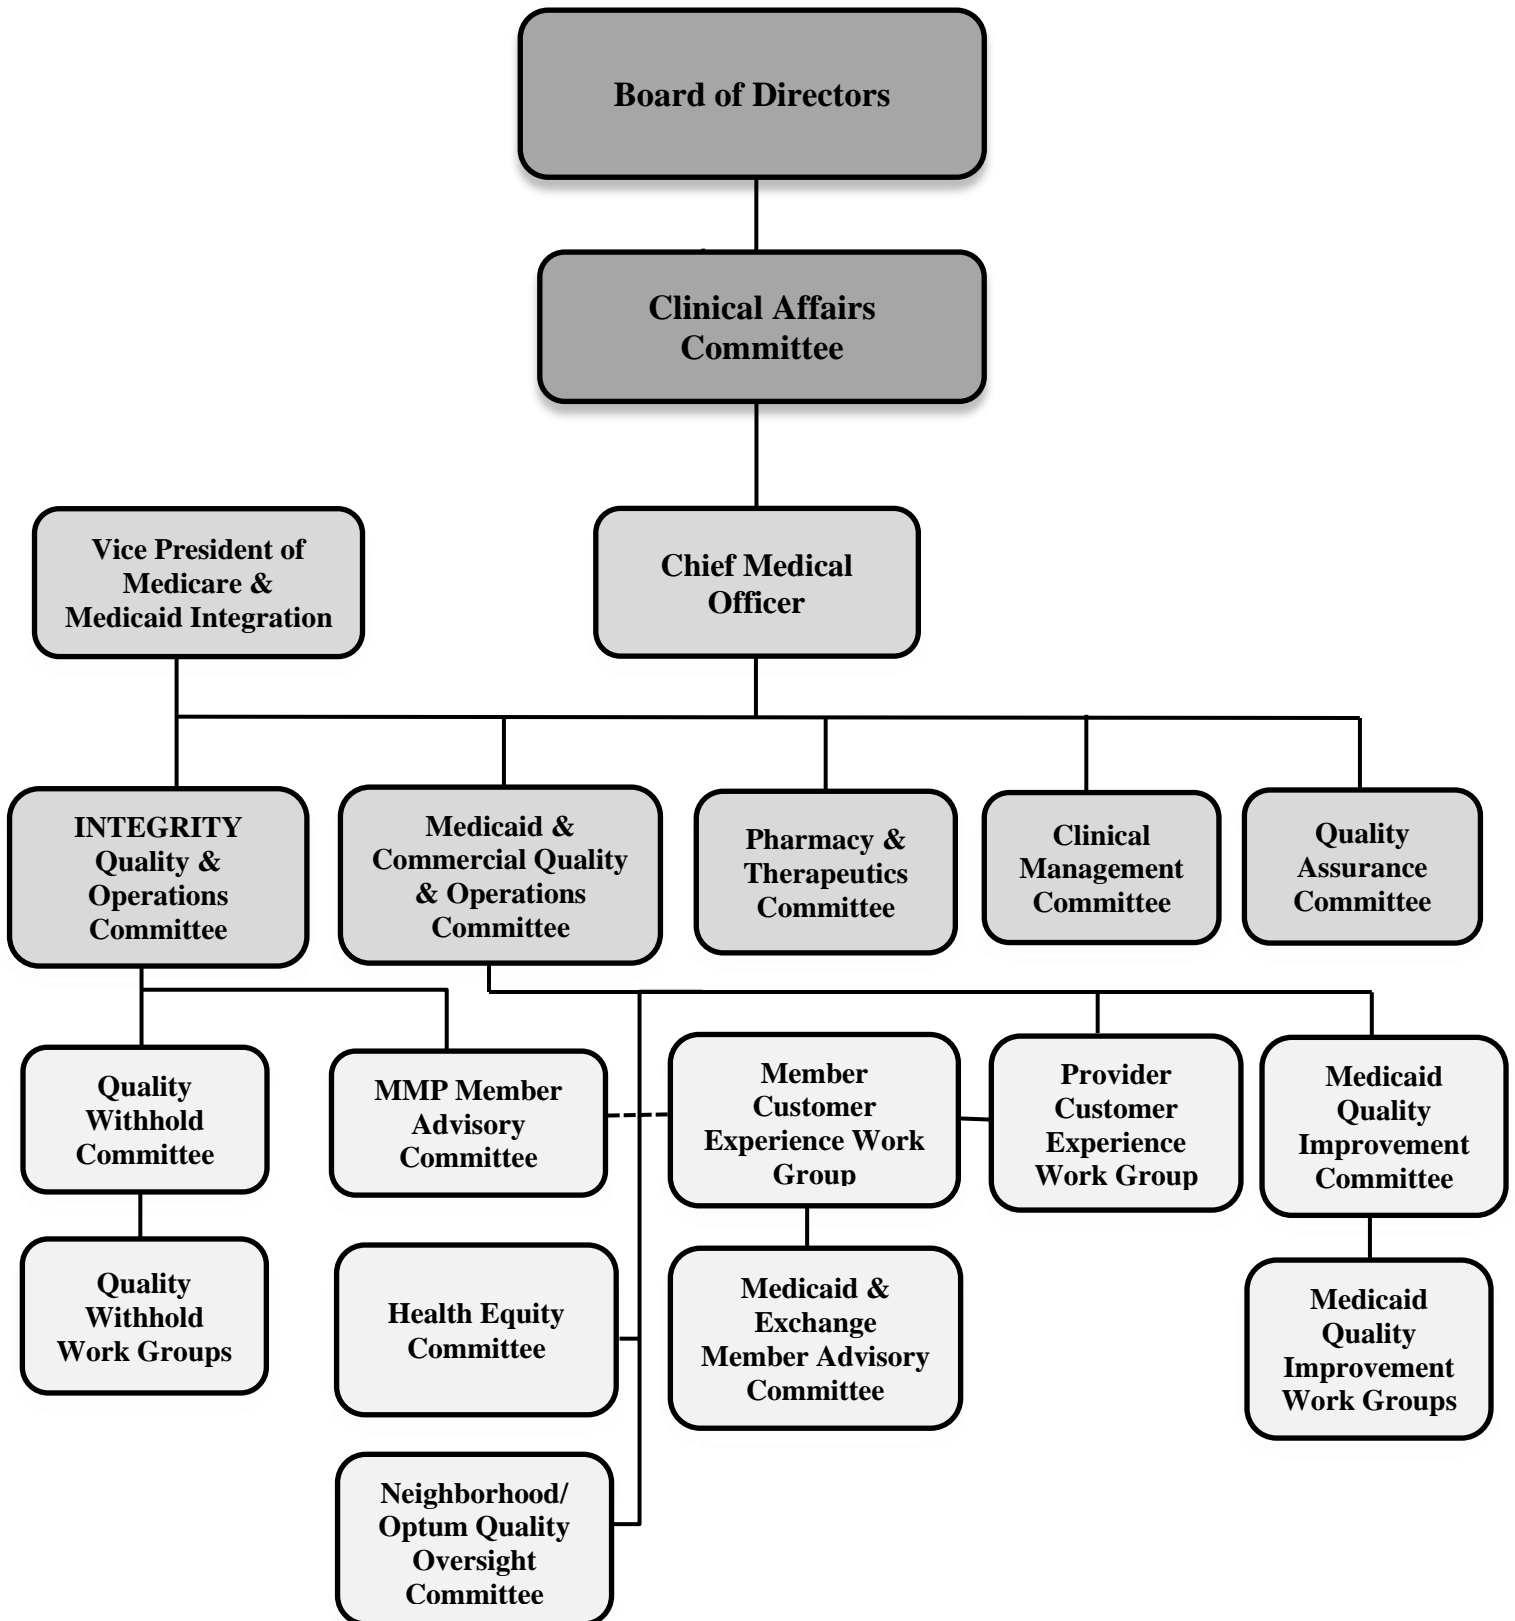 Board of Directors
Clinical Affairs
Committee
Vice President of
Medicare &
Medicaid Integration
Chief Medical
Officer
INTEGRITY
Quality &
Operations
Committee
Medicaid &
Commercial Quality
& Operations
Committee
Pharmacy &
Therapeutics
Committee
Clinical
Management
Committee
Quality
Assurance
Committee
Quality
Withhold
Committee
MMP Member
Advisory
Committee
Member
Customer
Experience Work
Group
Provider
Customer
Experience
Work Group
Medicaid
Quality
Improvement
Committee
Quality
Withhold
Work Groups
Health Equity
Committee
Medicaid &
Exchange
Member Advisory
Committee
Medicaid
Quality
Improvement
Work Groups
Neighborhood/
Optum Quality
Oversight
Committee